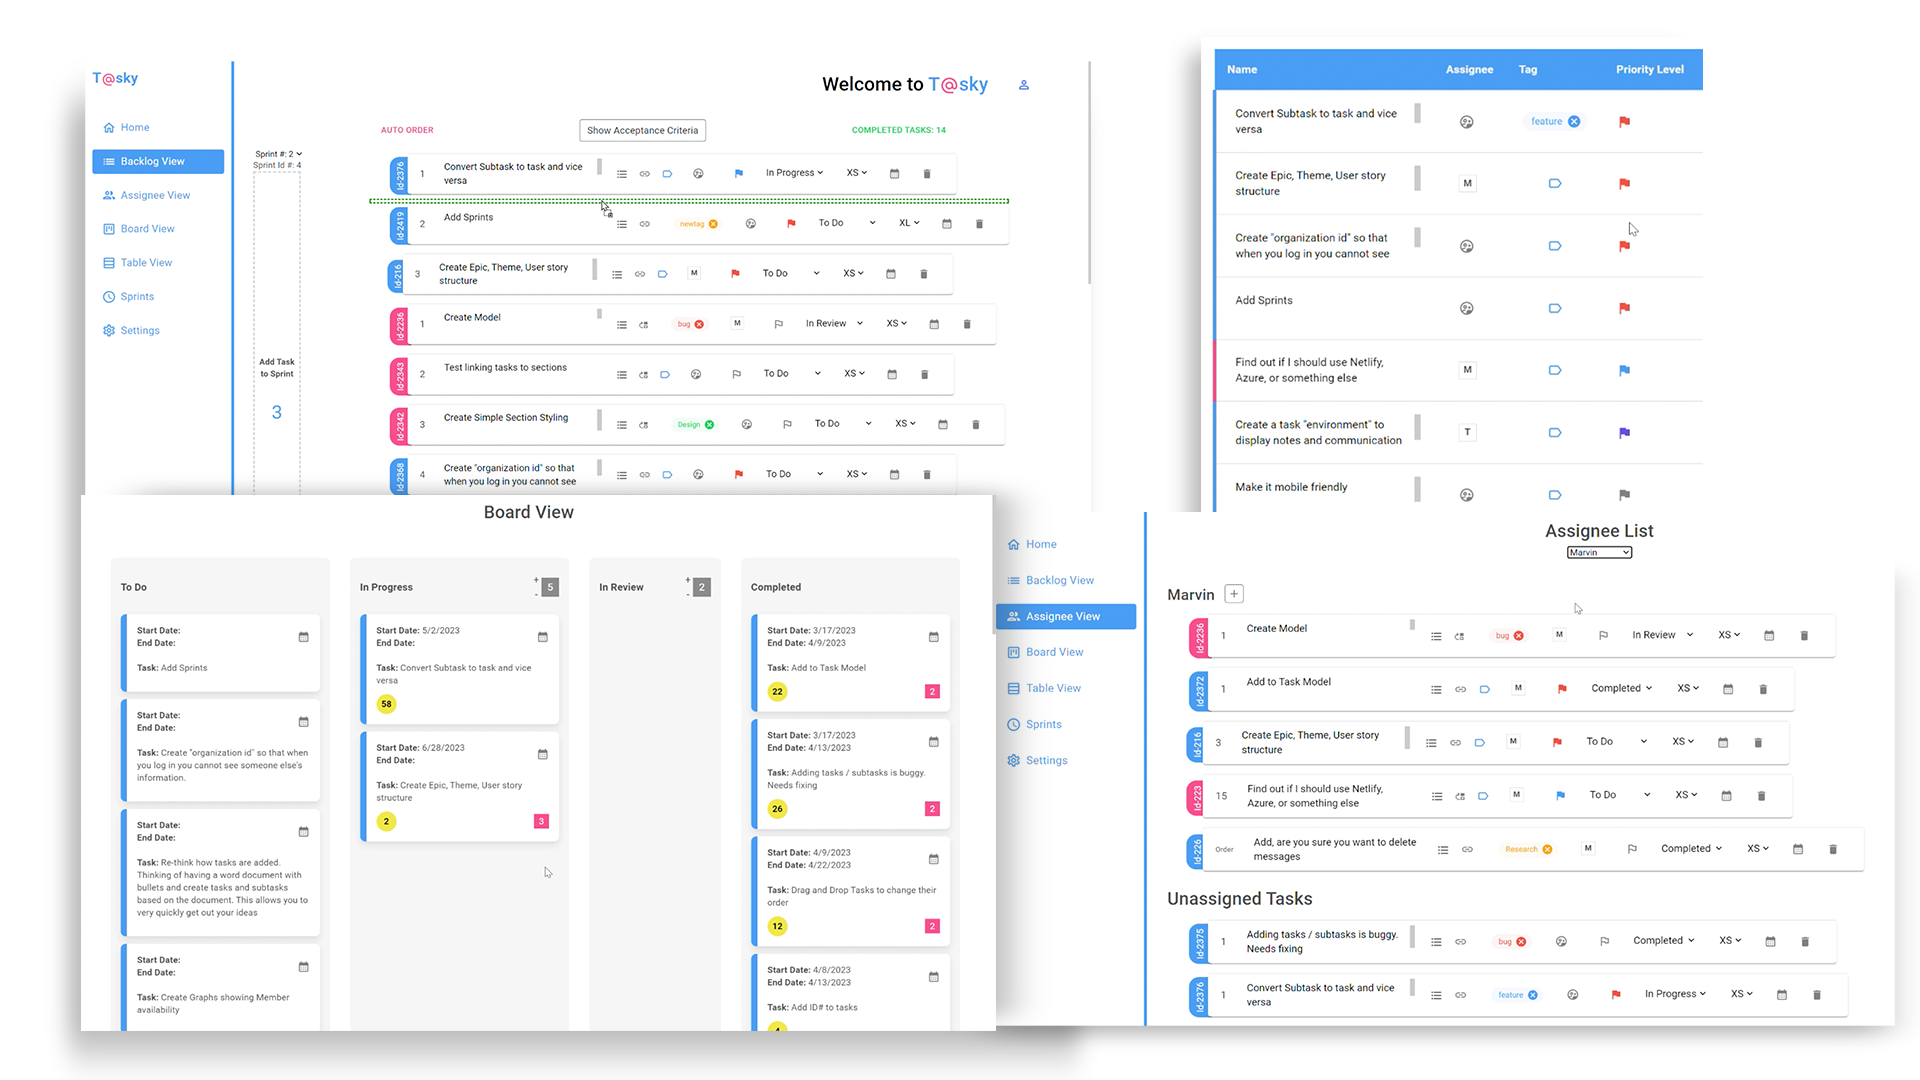 T@sky
Home
Backlog View
Assignee View
Board View
Table View
Sprints
Settings
Sprint #: 2
Sprint Id #: 4
Add Task
to Sprint
3
Welcome to T@sky
AUTO ORDER
Show Acceptance Criteria
COMPLETED TASKS: 14
Id-2376
1
Convert Subtask to task and vice
versa
In Progress
XS
Id-2419
2
Add Sprints
newtag
To Do
XL
Id-216
3
Create Epic, Theme, User story
structure
M
To Do
XS
Id-2236
1
Create Model
bug
M
In Review
XS
Id-2343
2
Test linking tasks to sections
To Do
XS
Id-2342
3
Create Simple Section Styling
Design
To Do
XS
Id-2368
4
Create "organization id" so that
when you log in you cannot see
To Do
XS
Name
Assignee
Tag
Priority Level
Convert Subtask to task and vice
versa
feature
Create Epic, Theme, User story
structure
M
Create "organization id" so that
when you log in you cannot see
Add Sprints
Find out if I should use Netlify,
Azure, or something else
M
Create a task "environment" to
display notes and communication
T
Make it mobile friendly
Board View
To Do
Start Date:
End Date:
Task: Add Sprints
Start Date:
End Date:
Task: Create "organization id" so that when
you log in you cannot see someone else's
information.
Start Date:
End Date:
Task: Re-think how tasks are added.
Thinking of having a word document with
bullets and create tasks and subtasks
based on the document. This allows you to
very quickly get out your ideas
Start Date:
End Date:
Task: Create Graphs showing Member
availability
In Progress
+
-
5
Start Date: 5/2/2023
End Date:
Task: Convert Subtask to task and vice
versa
58
Start Date: 6/28/2023
End Date:
Task: Create Epic, Theme, User story
structure
2
3
In Review
+
-
2
Completed
Start Date: 3/17/2023
End Date: 4/9/2023
Task: Add to Task Model
22
2
Start Date: 3/17/2023
End Date: 4/13/2023
Task: Adding tasks / subtasks is buggy.
Needs fixing
26
2
Start Date: 4/9/2023
End Date: 4/22/2023
Task: Drag and Drop Tasks to change their
order
12
2
Start Date: 4/8/2023
End Date: 4/13/2023
Task: Add ID# to tasks
Home
Backlog View
Assignee View
Board View
Table View
Sprints
Settings
Assignee List
Marvin
Marvin +
Id-2236
1
Create Model
bug
M
In Review
XS
Id-2372
1
Add to Task Model
M
Completed
XS
Id-216
3
Create Epic, Theme, User story
structure
M
To Do
XS
Id-223
15
Find out if I should use Netlify,
Azure, or something else
M
To Do
XS
Id-226
Order
Add, are you sure you want to delete
messages
Research
M
Completed
XS
Unassigned Tasks
Id-2375
1
Adding tasks / subtasks is buggy.
Needs fixing
bug
Completed
XS
Id-2376
1
Convert Subtask to task and vice
versa
feature
In Progress
XS